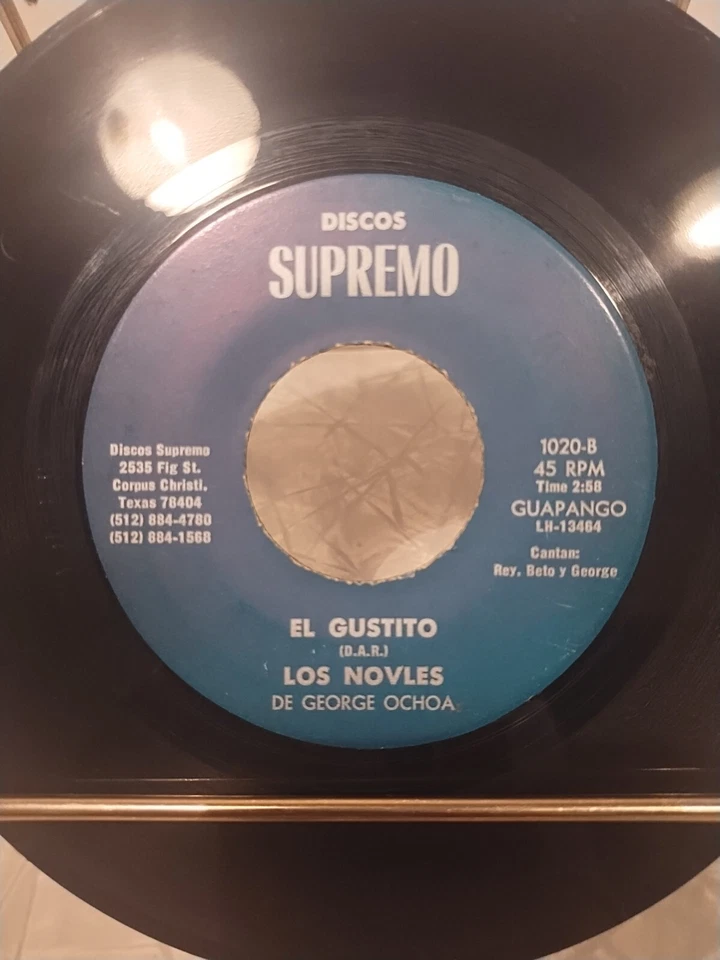 DISCOS
SUPREMO
Discos Supremo
2535 Fig St.
Corpus Christi,
Texas 78404
(512) 884-4780
(512) 884-1568
1020-B
45 RPM
Time 2:58
GUAPANGO
LH-13464
Cantan:
Rey, Beto y George
EL GUSTITO
(D.A.R.)
LOS NOVLES
DE GEORGE OCHOA